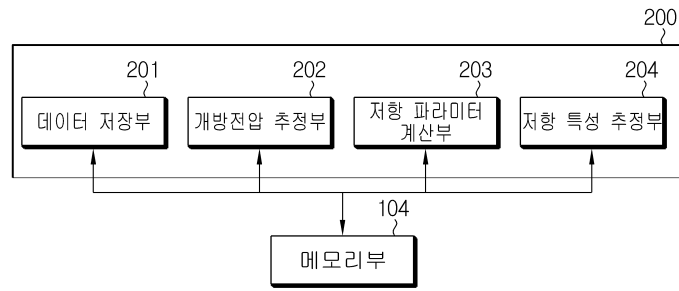 200
201
202
203
204
데이터 저장부
개방전압 추정부
저항 파라미터
계산부
저항 특성 추정부
104
메모리부